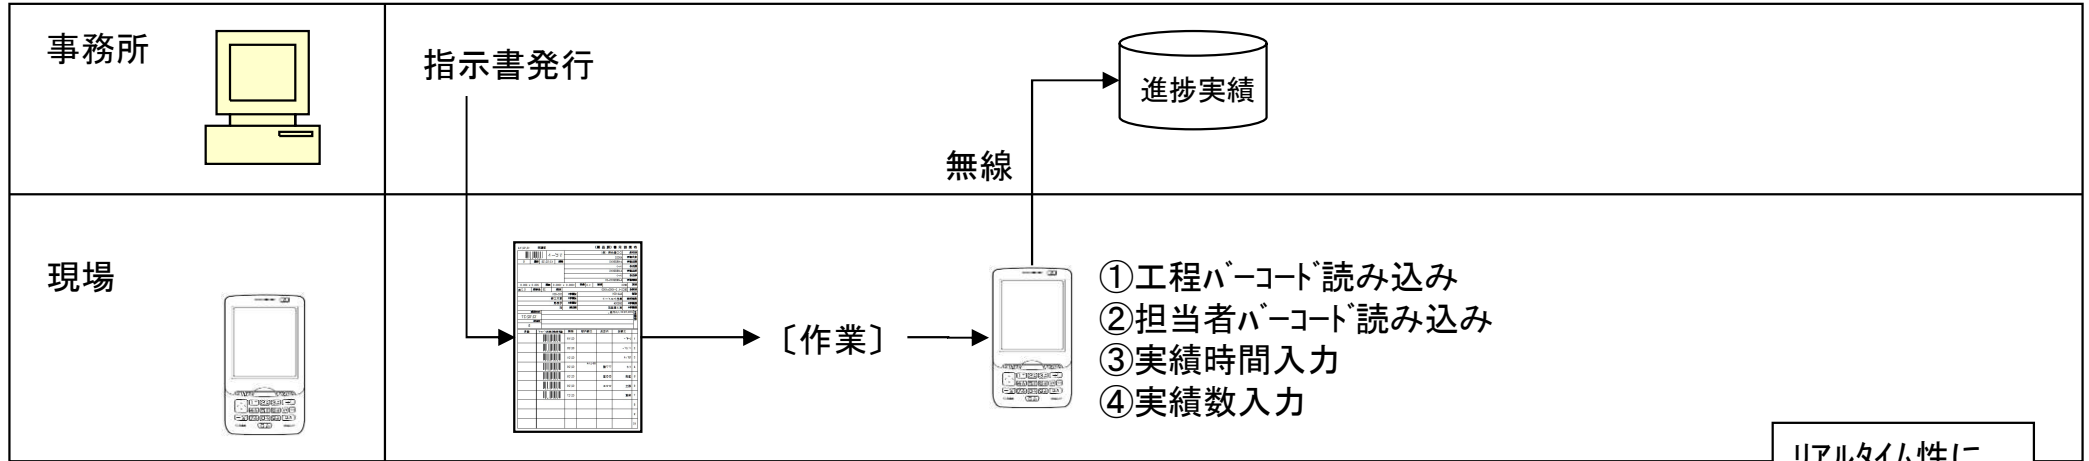 事務所
指示書発行
進捗実績
無線
現場
〔作業〕
①工程ﾊﾞｰｺｰﾄﾞ読み込み
②担当者ﾊﾞｰｺｰﾄﾞ読み込み
③実績時間入力
④実績数入力
ﾘｱﾙﾀｲﾑ性に